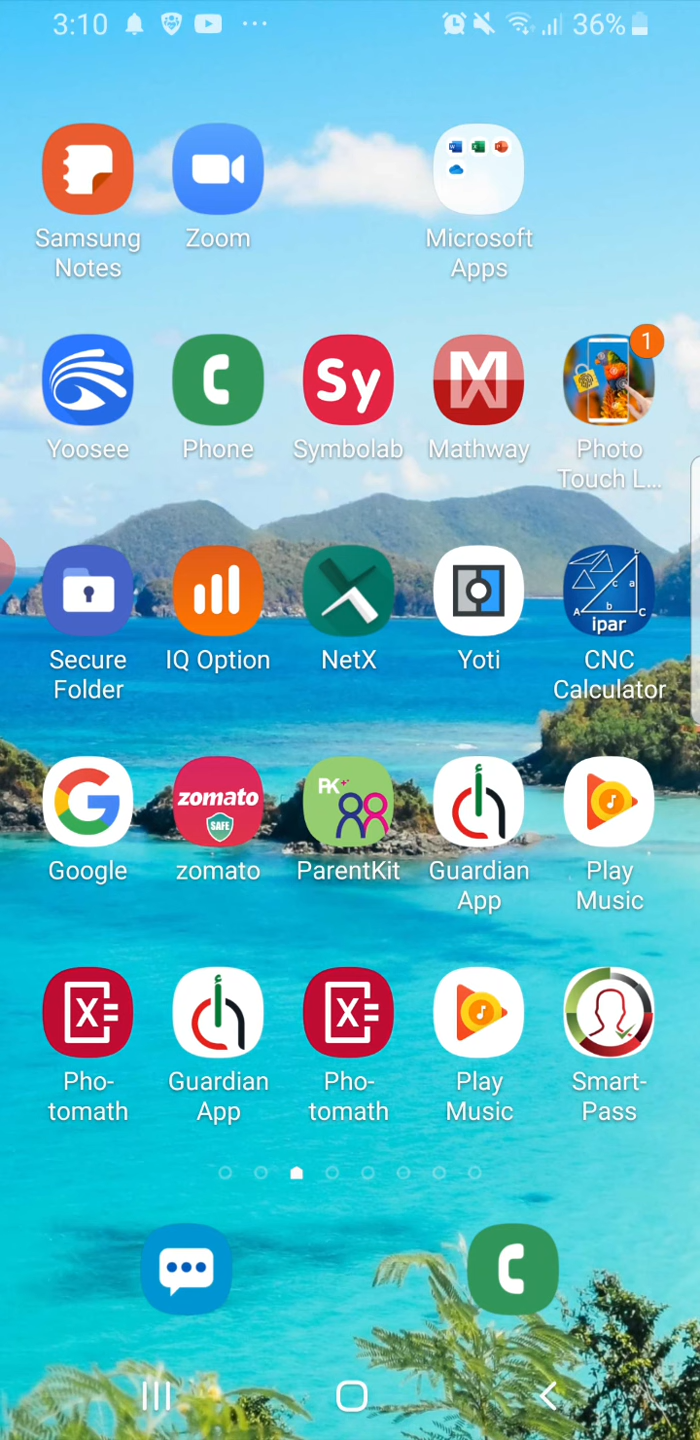 3:10
36%
Samsung Notes
Zoom
Microsoft Apps
1
Yoosee
Phone
Sy
Symbolab
M
Mathway
Photo Touch L...
Secure Folder
IQ Option
NetX
Yoti
c a
A b C
ipar
CNC Calculator
G
Google
zomato
SAFE
zomato
PK+
ParentKit
Guardian App
Play Music
X
Pho-
tomath
Guardian App
X
Pho-
tomath
Play Music
Smart-
Pass